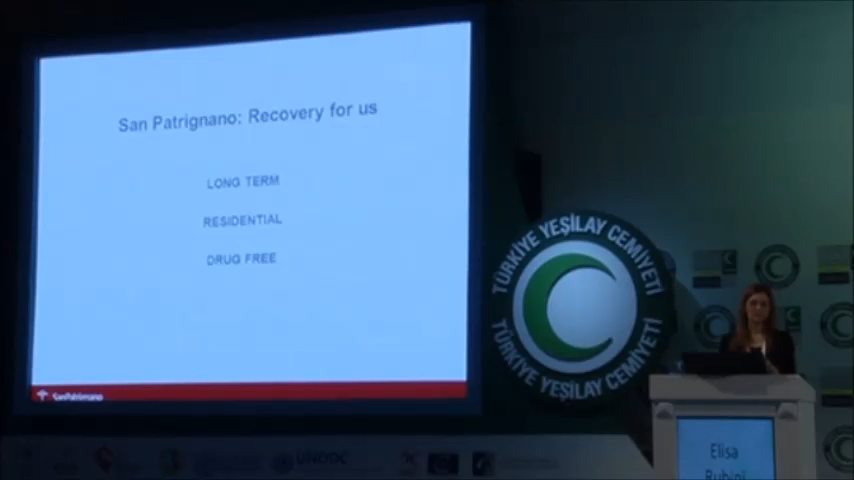 San Patrignano: Recovery for us
LONG TERM
RESIDENTIAL
DRUG FREE
SanPatrignano
TÜRKİYE YEŞİLAY CEMİYETİ
TÜRKİYE YEŞİLAY CEMİYETİ
UNODC
Elisa
Rubini